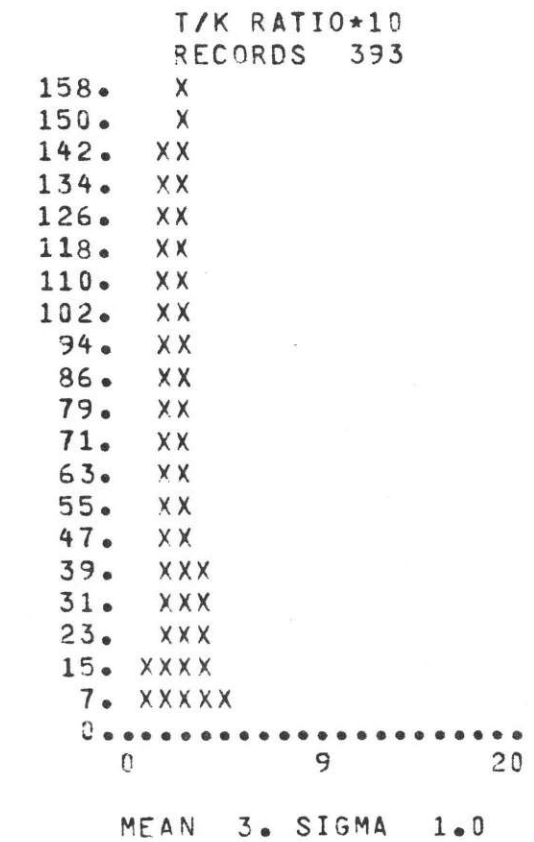 T/K RATIO*10
RECORDS 393
158. X
150. X
142. XX
134. XX
126. XX
118. XX
110. XX
102. XX
94. XX
86. XX
79. XX
71. XX
63. XX
55. XX
47. XX
39. XXX
31. XXX
23. XXX
15. XXXX
7. XXXXX
0.....................
0 9 20
MEAN 3. SIGMA 1.0